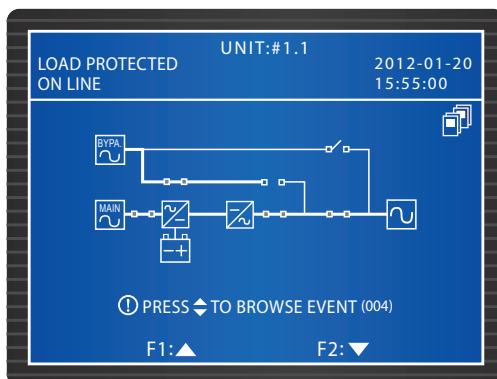 UNIT:#1.1
LOAD PROTECTED
ON LINE
2012-01-20
15:55:00
BYPA.
MAIN
PRESS TO BROWSE EVENT (004)
F1:
F2: